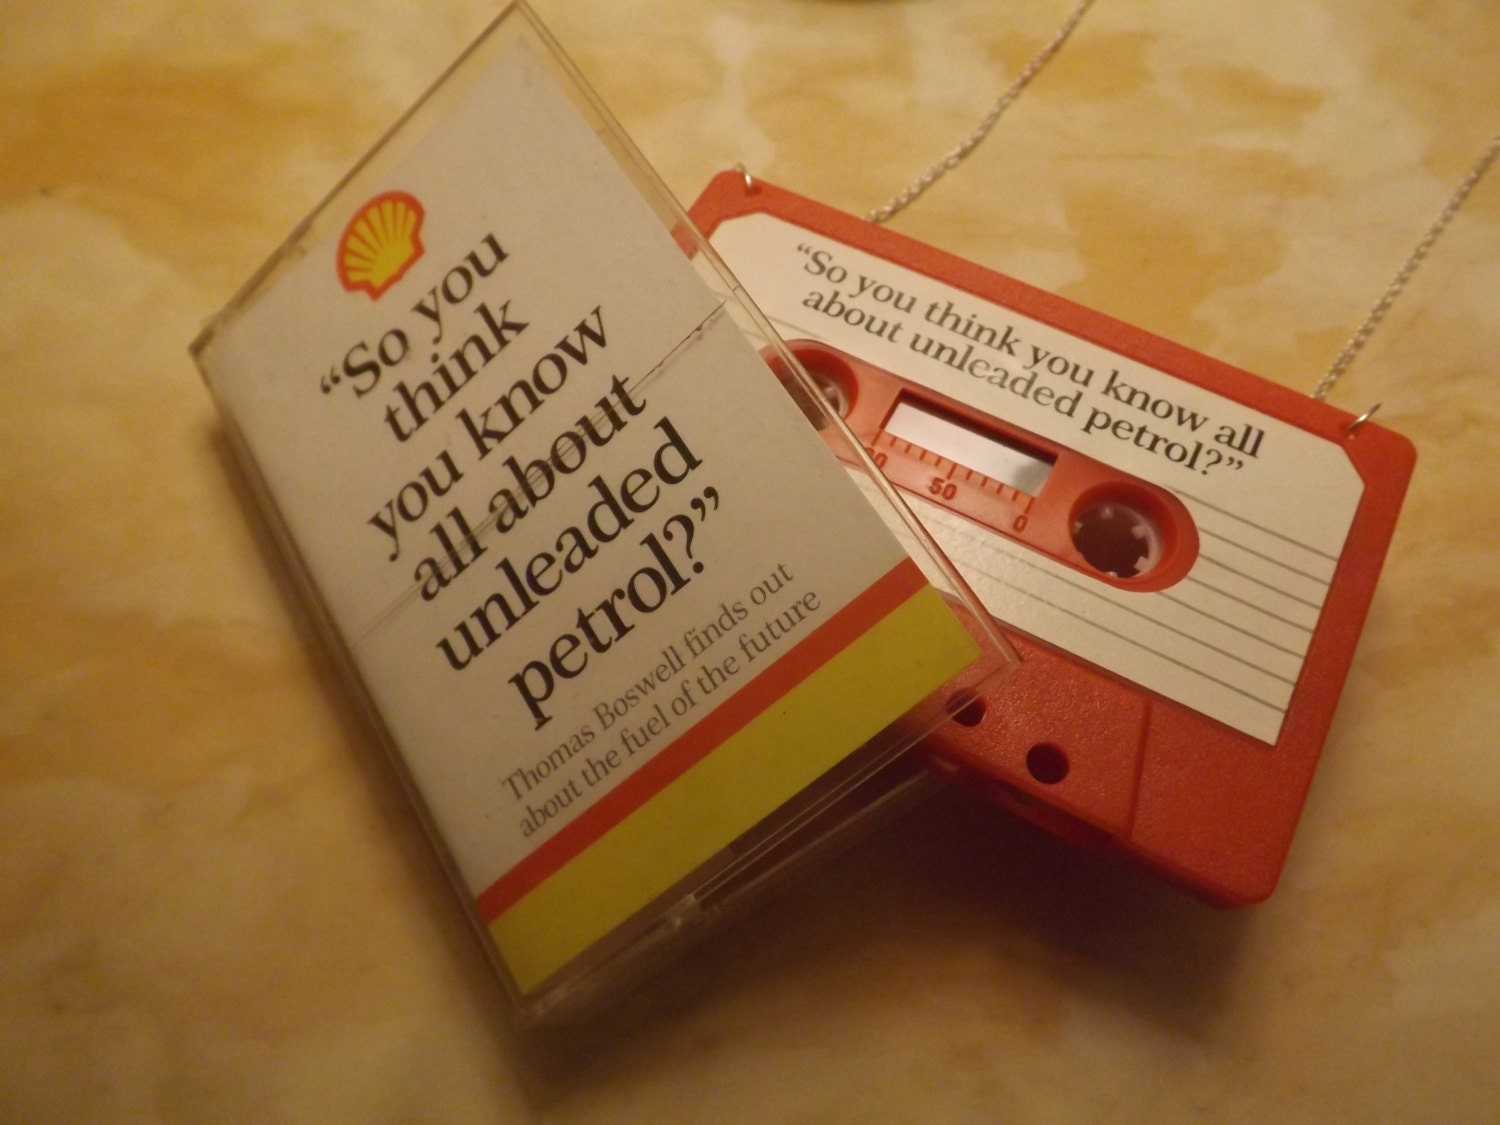 “So you
think
you know
all about
unleaded
petrol?”
Thomas Boswell finds out
about the fuel of the future
“So you think you know all
about unleaded petrol?”
50
0